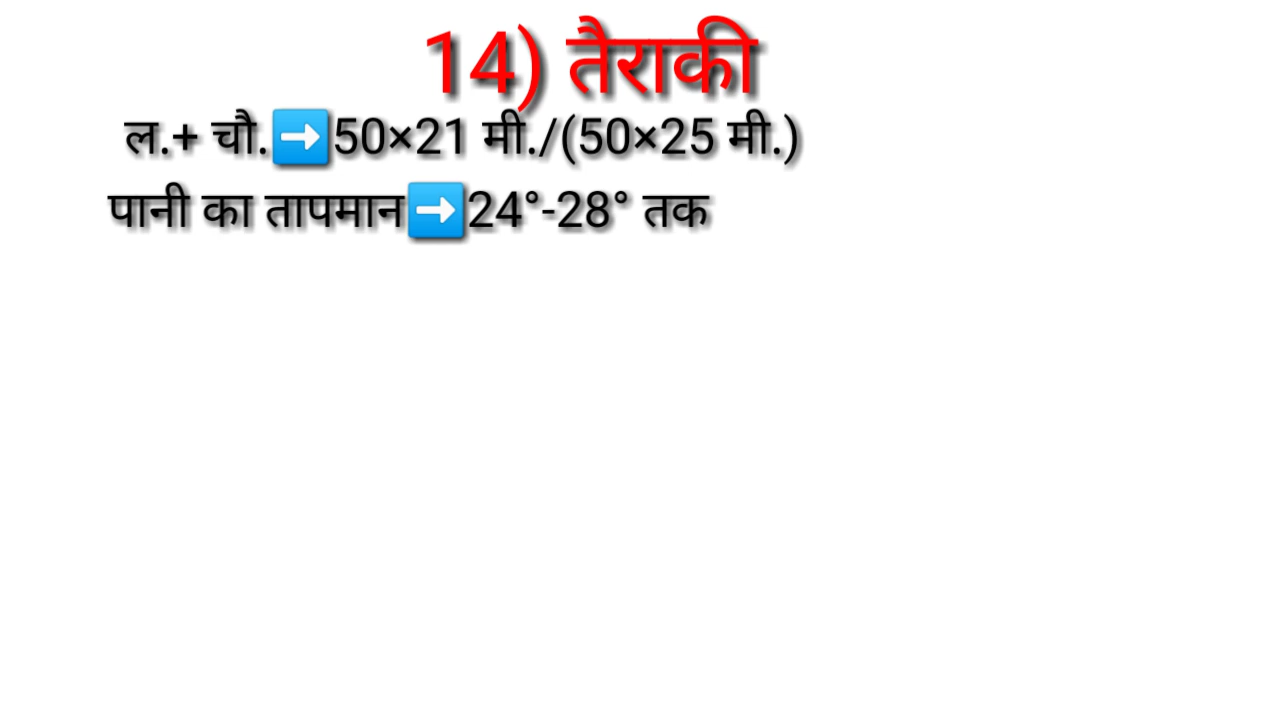 14) तैराकी
ल.+ चौ.➡️50×21 मी./(50×25 मी.)
पानी का तापमान➡️24°-28° तक